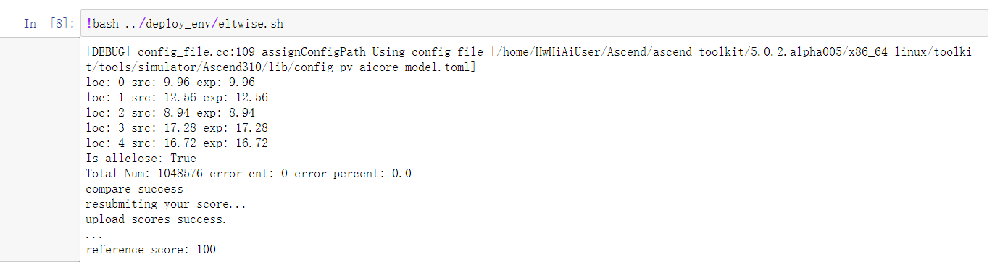 In [8]: !bash ../deploy_env/eltwise.sh
[DEBUG] config_file.cc:109 assignConfigPath Using config file [/home/HwHiAiUser/Ascend/ascend-toolkit/5.0.2.alpha005/x86_64-linux/toolki
t/tools/simulator/Ascend310/lib/config_pv_aicore_model.toml]
loc: 0 src: 9.96 exp: 9.96
loc: 1 src: 12.56 exp: 12.56
loc: 2 src: 8.94 exp: 8.94
loc: 3 src: 17.28 exp: 17.28
loc: 4 src: 16.72 exp: 16.72
Is allclose: True
Total Num: 1048576 error cnt: 0 error percent: 0.0
compare success
resubmiting your score...
upload scores success.
...
reference score: 100